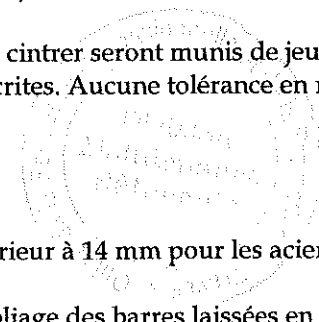 cintrer seront munis de jeu
crites. Aucune tolérance en
rieur à 14 mm pour les acier
pliage des barres laissées en